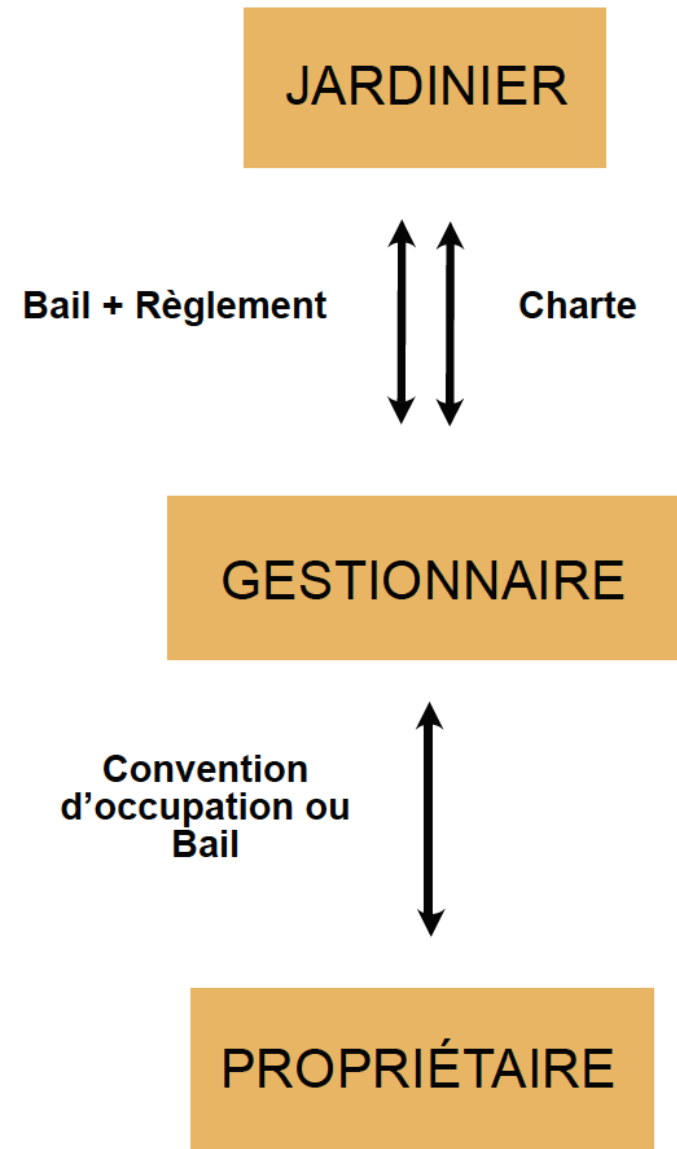 JARDINIER
Bail + Règlement
Charte
GESTIONNAIRE
Convention
d’occupation ou
Bail
PROPRIÉTAIRE